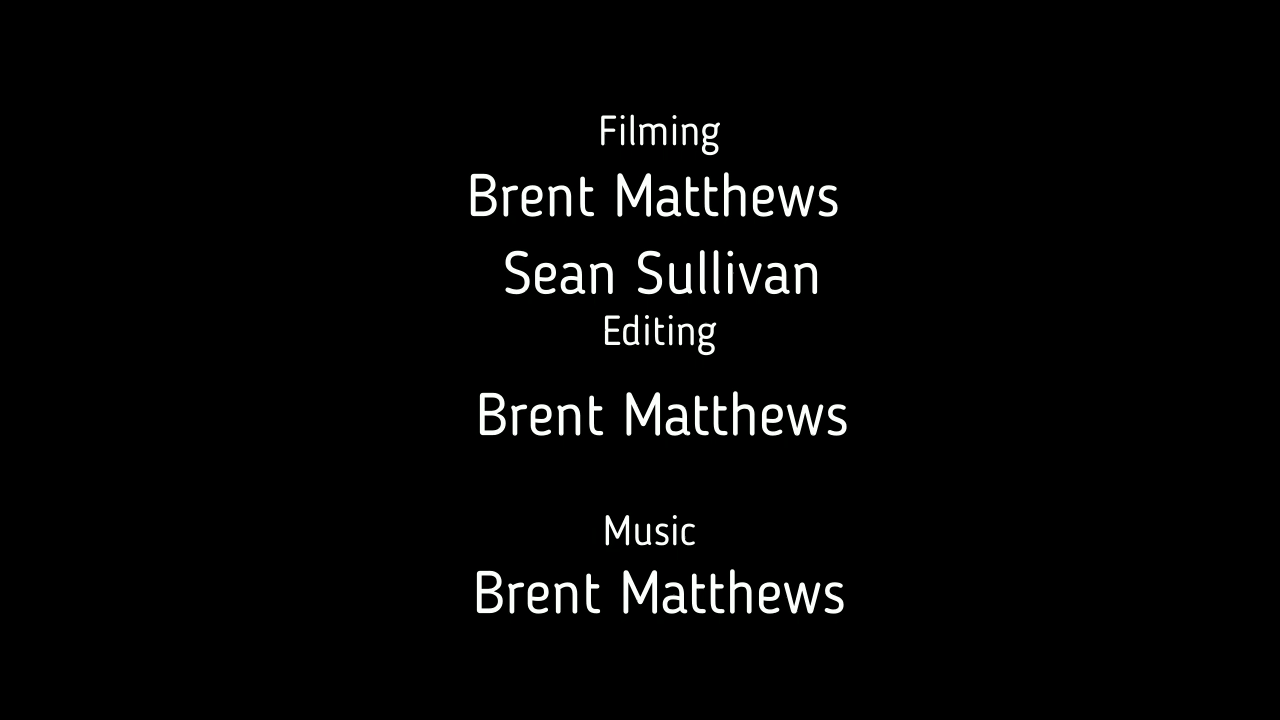 Filming
Brent Matthews
Sean Sullivan
Editing
Brent Matthews
Music
Brent Matthews